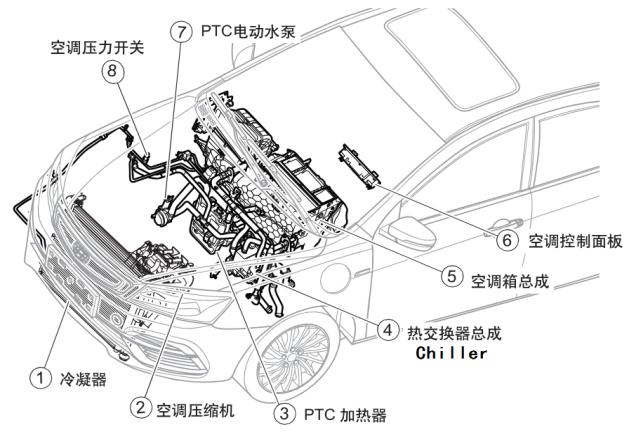 ⑦ PTC电动水泵
空调压力开关
⑧
⑥ 空调控制面板
⑤ 空调箱总成
④ 热交换器总成
Chiller
① 冷凝器
② 空调压缩机
③ PTC 加热器